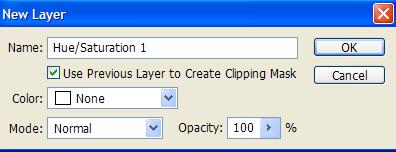 New Layer
Name: Hue/Saturation 1 OK
Use Previous Layer to Create Clipping Mask Cancel
Color: None
Mode: Normal Opacity: 100 %